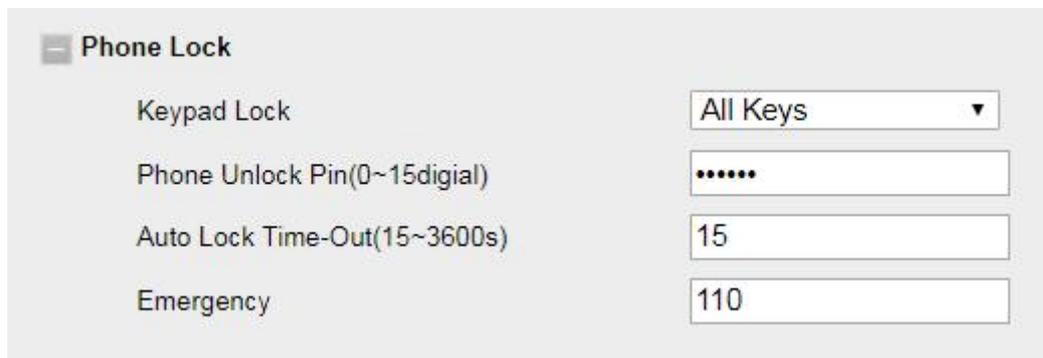 Phone Lock
Keypad Lock All Keys
Phone Unlock Pin(0~15digial) ••••••
Auto Lock Time-Out(15~3600s) 15
Emergency 110